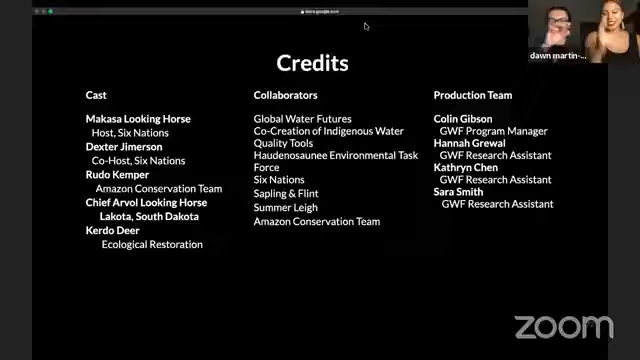 docs.google.com
dawn martin-...
Credits
Cast
Makasa Looking Horse
Host, Six Nations
Dexter Jimerson
Co-Host, Six Nations
Rudo Kemper
Amazon Conservation Team
Chief Arvol Looking Horse
Lakota, South Dakota
Kerdo Deer
Ecological Restoration
Collaborators
Global Water Futures
Co-Creation of Indigenous Water
Quality Tools
Haudenosaunee Environmental Task
Force
Six Nations
Sapling & Flint
Summer Leigh
Amazon Conservation Team
Production Team
Colin Gibson
GWF Program Manager
Hannah Grewal
GWF Research Assistant
Kathryn Chen
GWF Research Assistant
Sara Smith
GWF Research Assistant
zoom